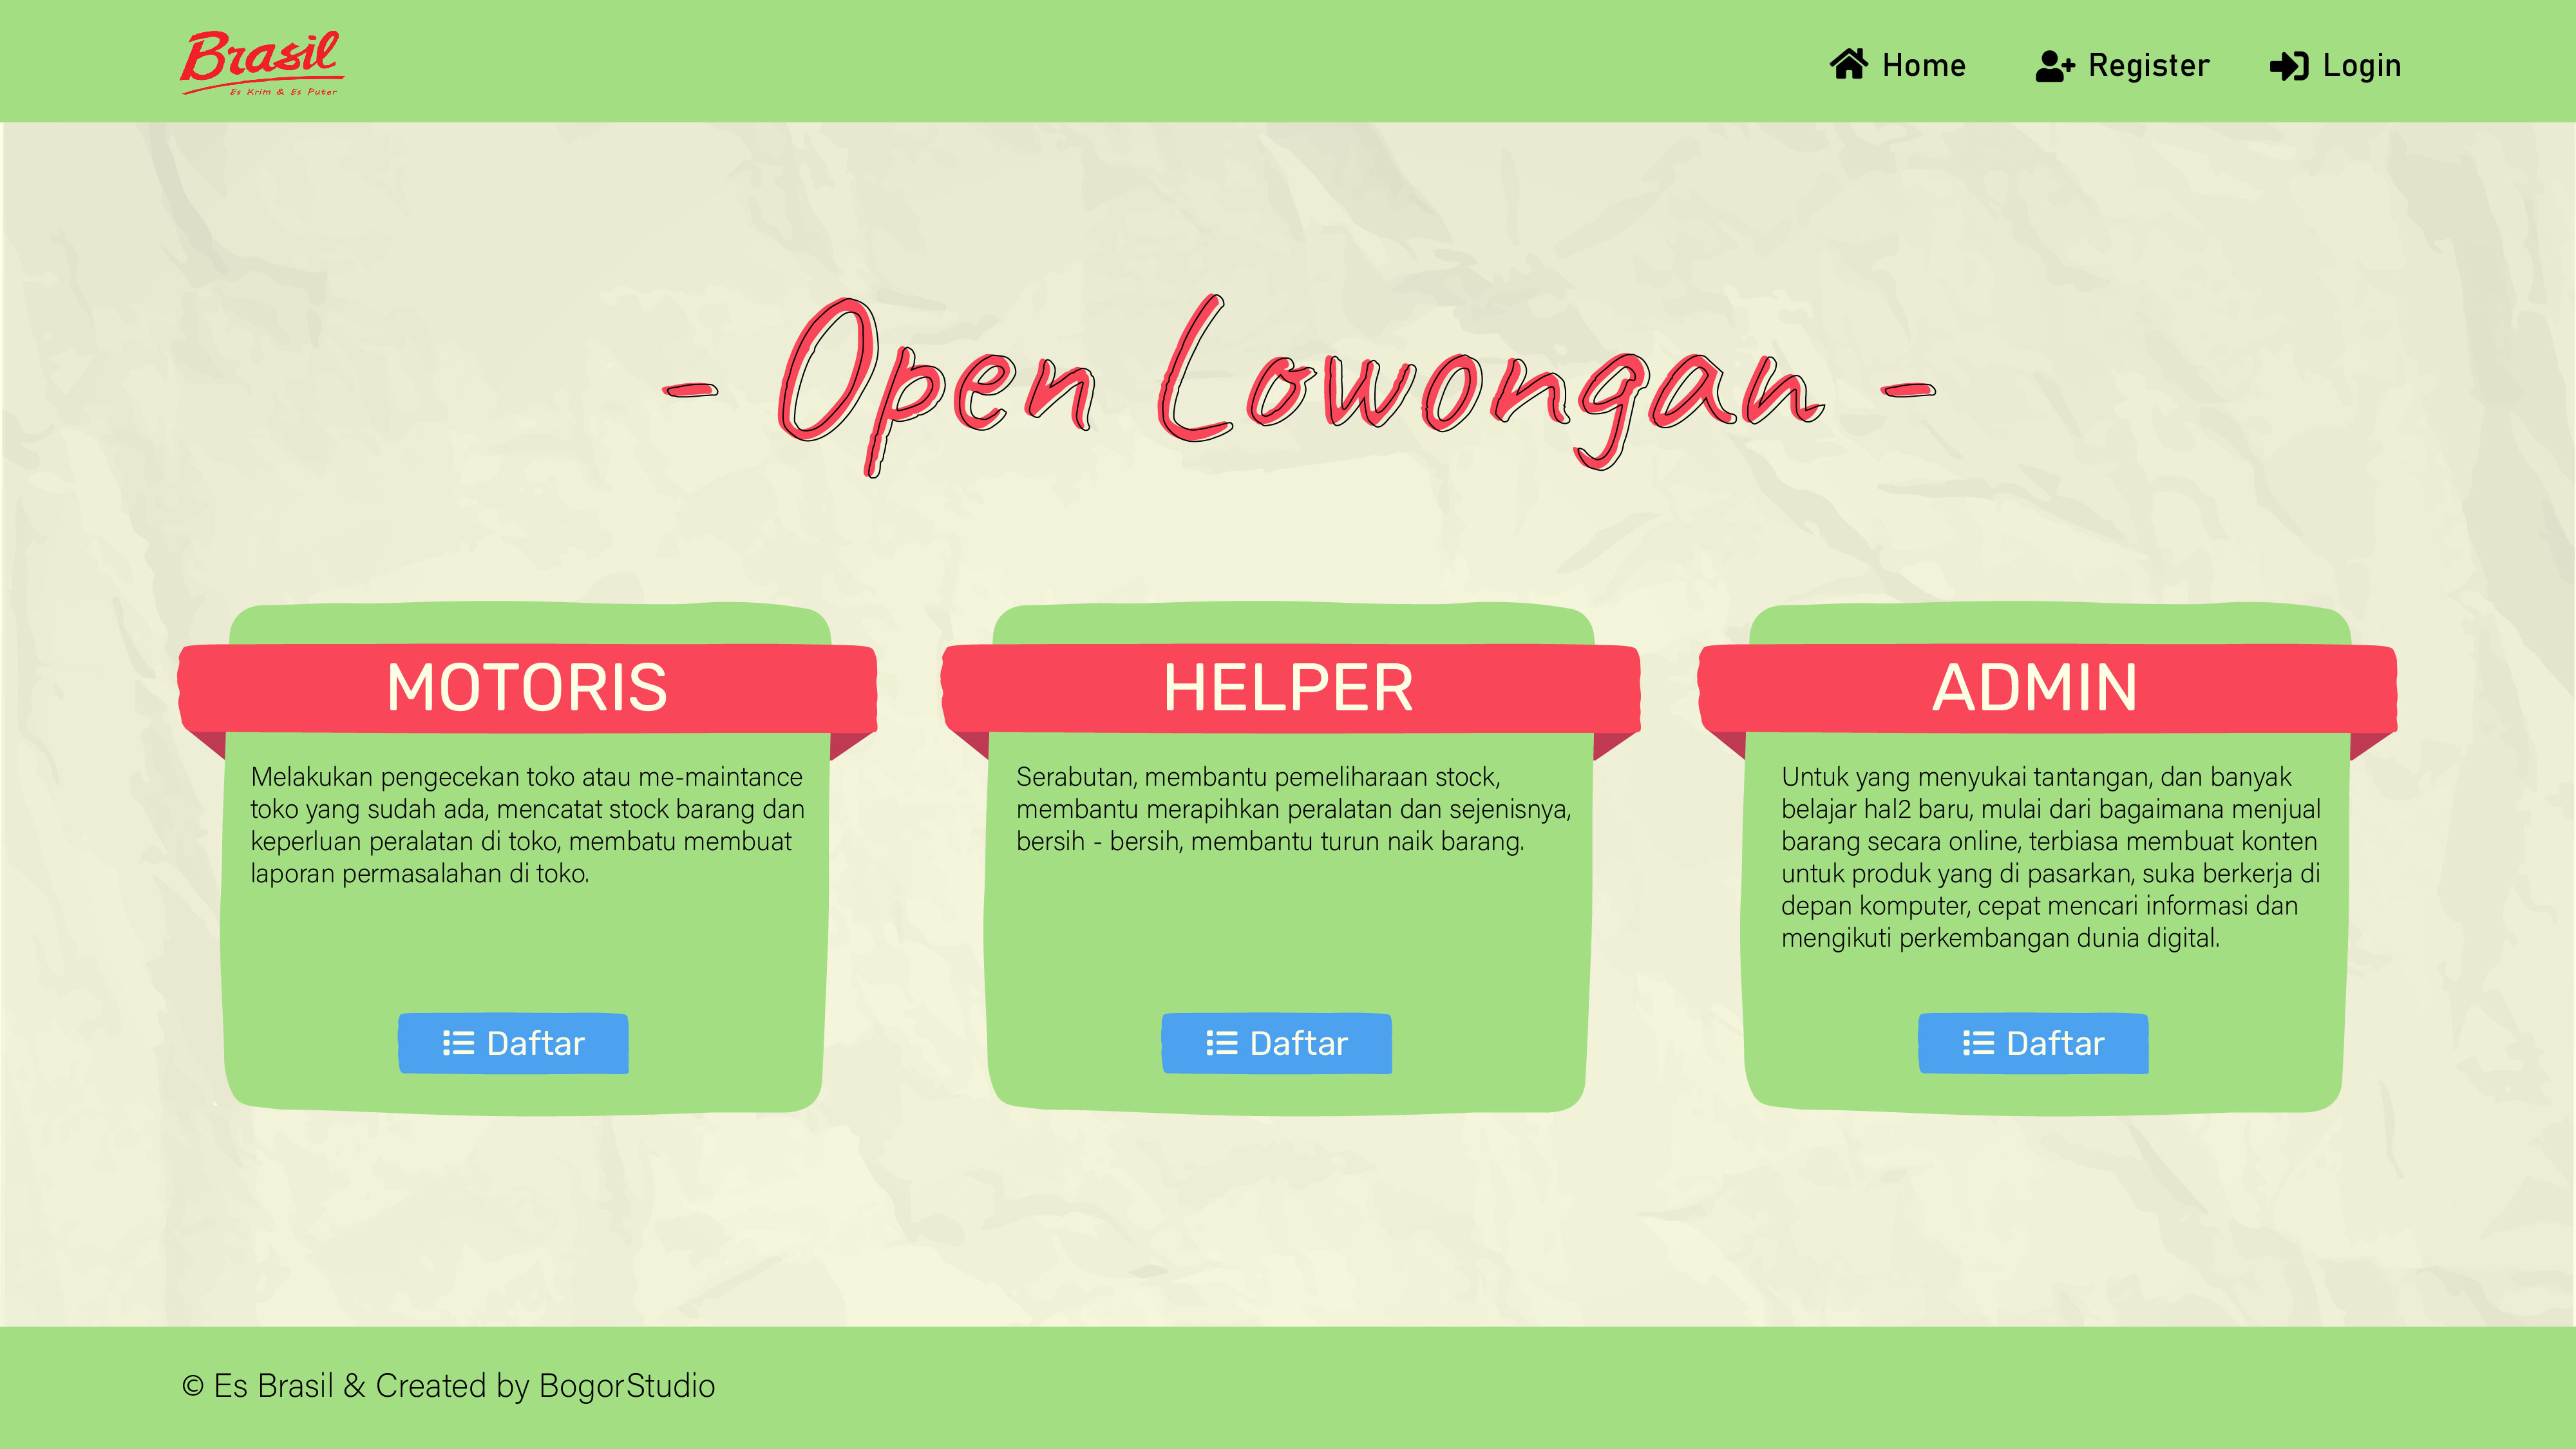 Brasil
Es Krim & Es Puter
Home
Register
Login
- Open Lowongan -
MOTORIS
Melakukan pengecekan toko atau me-maintance
toko yang sudah ada, mencatat stock barang dan
keperluan peralatan di toko, membatu membuat
laporan permasalahan di toko.
Daftar
HELPER
Serabutan, membantu pemeliharaan stock,
membantu merapihkan peralatan dan sejenisnya,
bersih - bersih, membantu turun naik barang.
Daftar
ADMIN
Untuk yang menyukai tantangan, dan banyak
belajar hal2 baru, mulai dari bagaimana menjual
barang secara online, terbiasa membuat konten
untuk produk yang di pasarkan, suka berkerja di
depan komputer, cepat mencari informasi dan
mengikuti perkembangan dunia digital.
Daftar
© Es Brasil & Created by BogorStudio